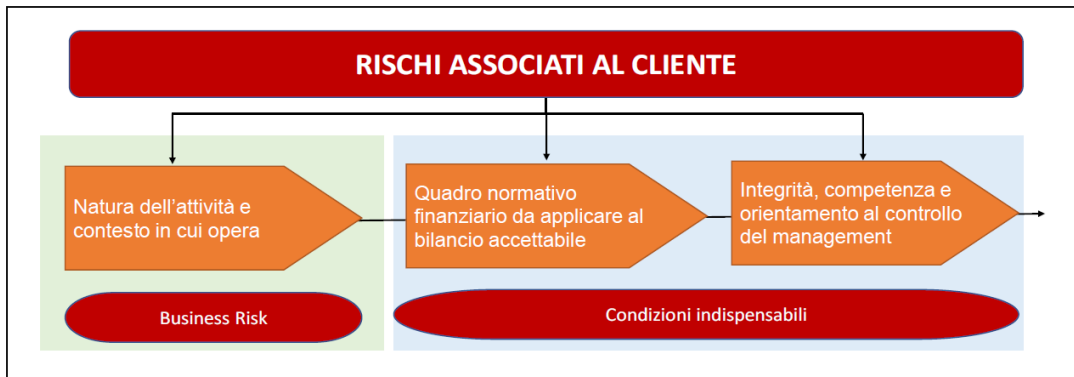 RISCHI ASSOCIATI AL CLIENTE
Natura dell'attività e
contesto in cui opera
Quadro normativo
finanziario da applicare al
bilancio accettabile
Integrità, competenza e
orientamento al controllo
del management
Business Risk
Condizioni indispensabili